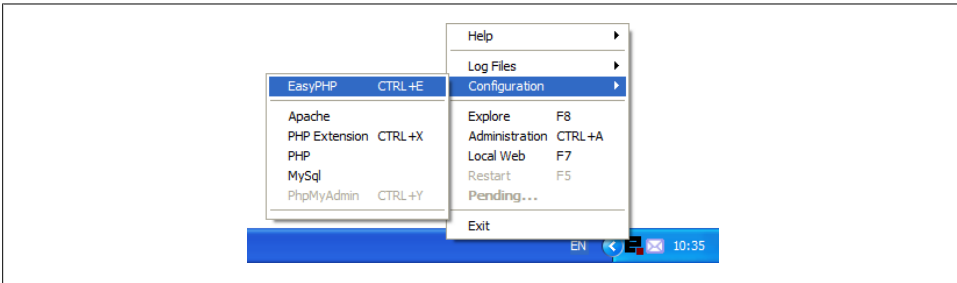 Help
Log Files
Configuration
Explore F8
Administration CTRL+A
Local Web F7
Restart F5
Pending...
Exit
EasyPHP CTRL+E
Apache
PHP Extension CTRL+X
PHP
MySql
PhpMyAdmin CTRL+Y
EN 10:35